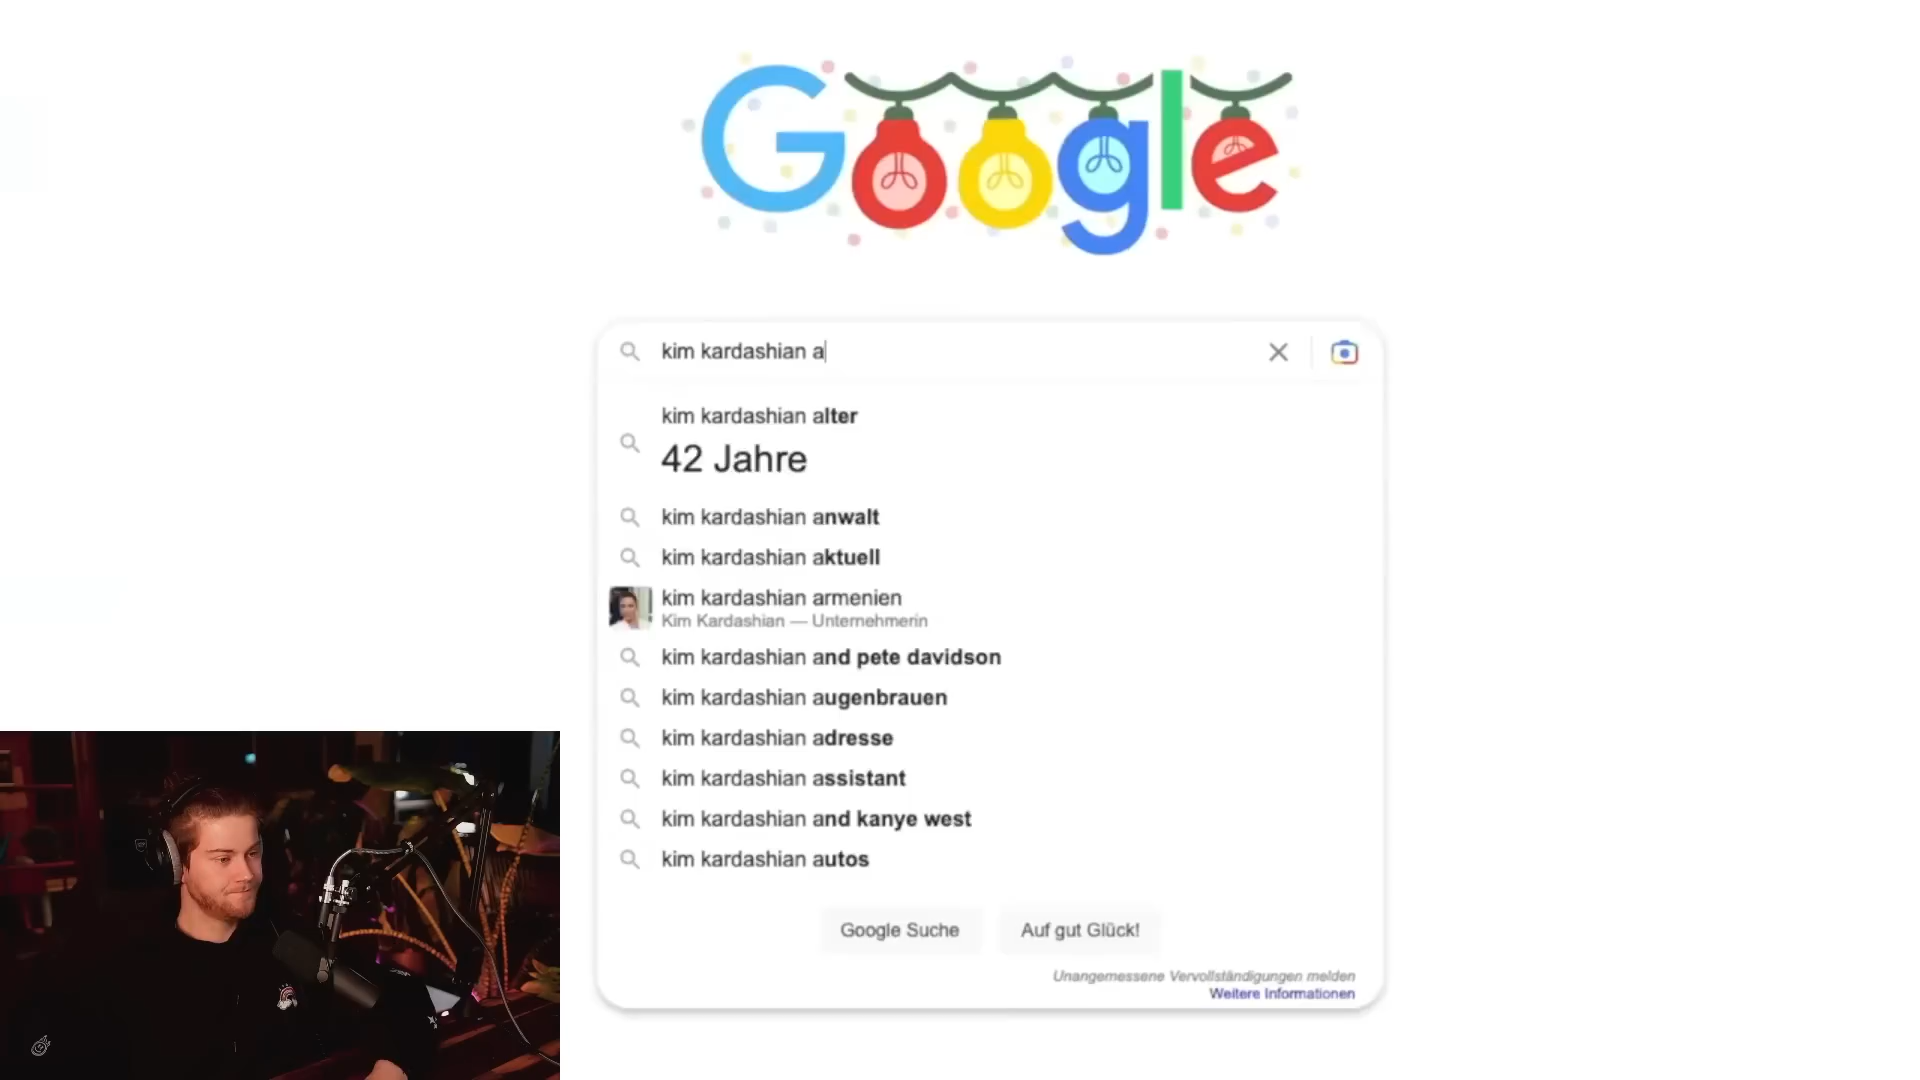 Google
kim kardashian a
kim kardashian alter
42 Jahre
kim kardashian anwalt
kim kardashian aktuell
kim kardashian armenien
Kim Kardashian — Unternehmerin
kim kardashian and pete davidson
kim kardashian augenbrauen
kim kardashian adresse
kim kardashian assistant
kim kardashian and kanye west
kim kardashian autos
Google Suche
Auf gut Glück!
Unangemessene Vervollständigungen melden
Weitere Informationen